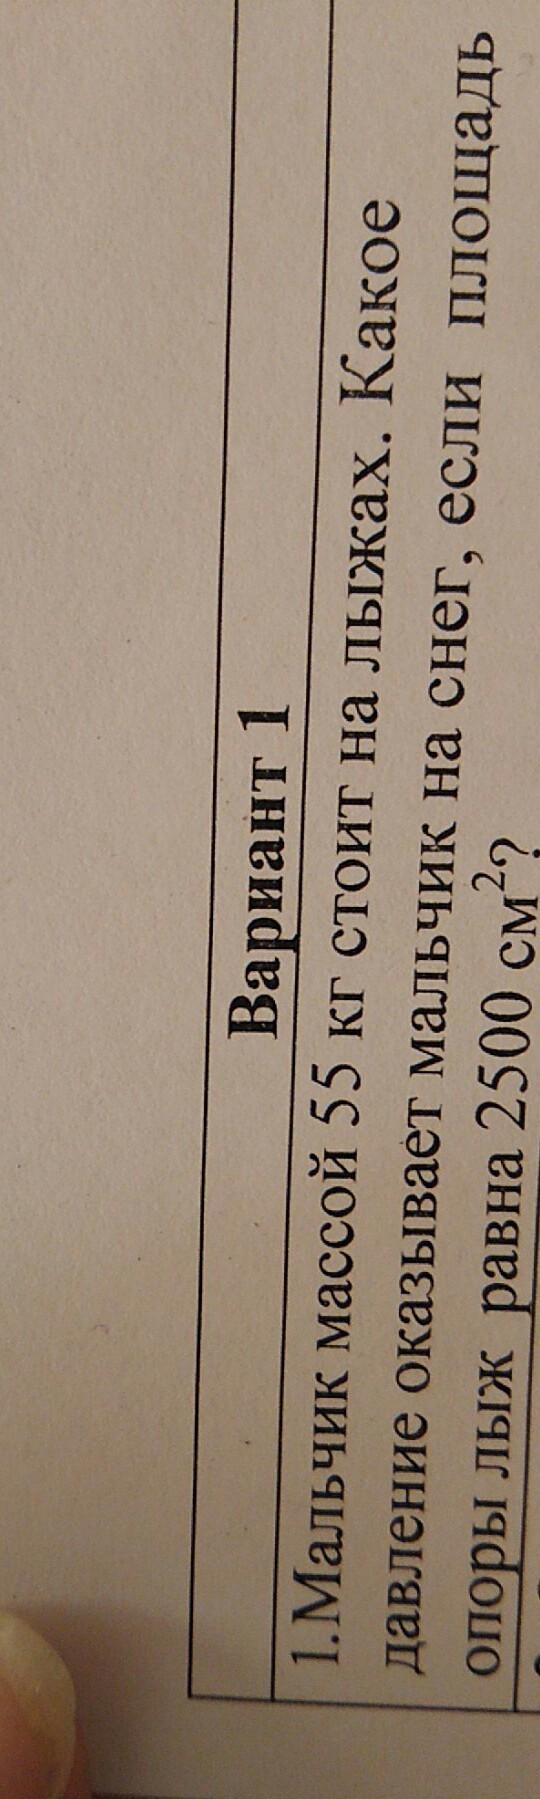 Вариант 1
1.Мальчик массой 55 кг стоит на лыжах. Какое
давление оказывает мальчик на снег, если площадь
опоры лыж равна 2500 см²?